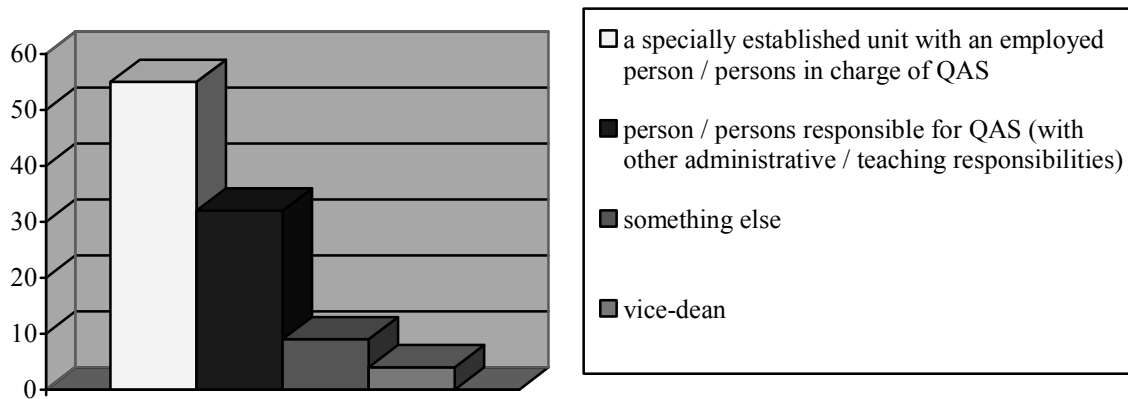 60
50
40
30
20
10
0
a specially established unit with an employed
person / persons in charge of QAS
person / persons responsible for QAS (with
other administrative / teaching responsibilities)
something else
vice-dean